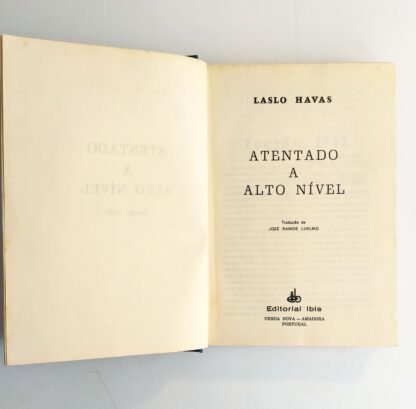 LASLO HAVAS
ATENTADO
A
ALTO NÍVEL
Tradução de
JOSÉ RAMOS LUELMO
Editorial Ibis
VENDA NOVA — AMADORA
PORTUGAL